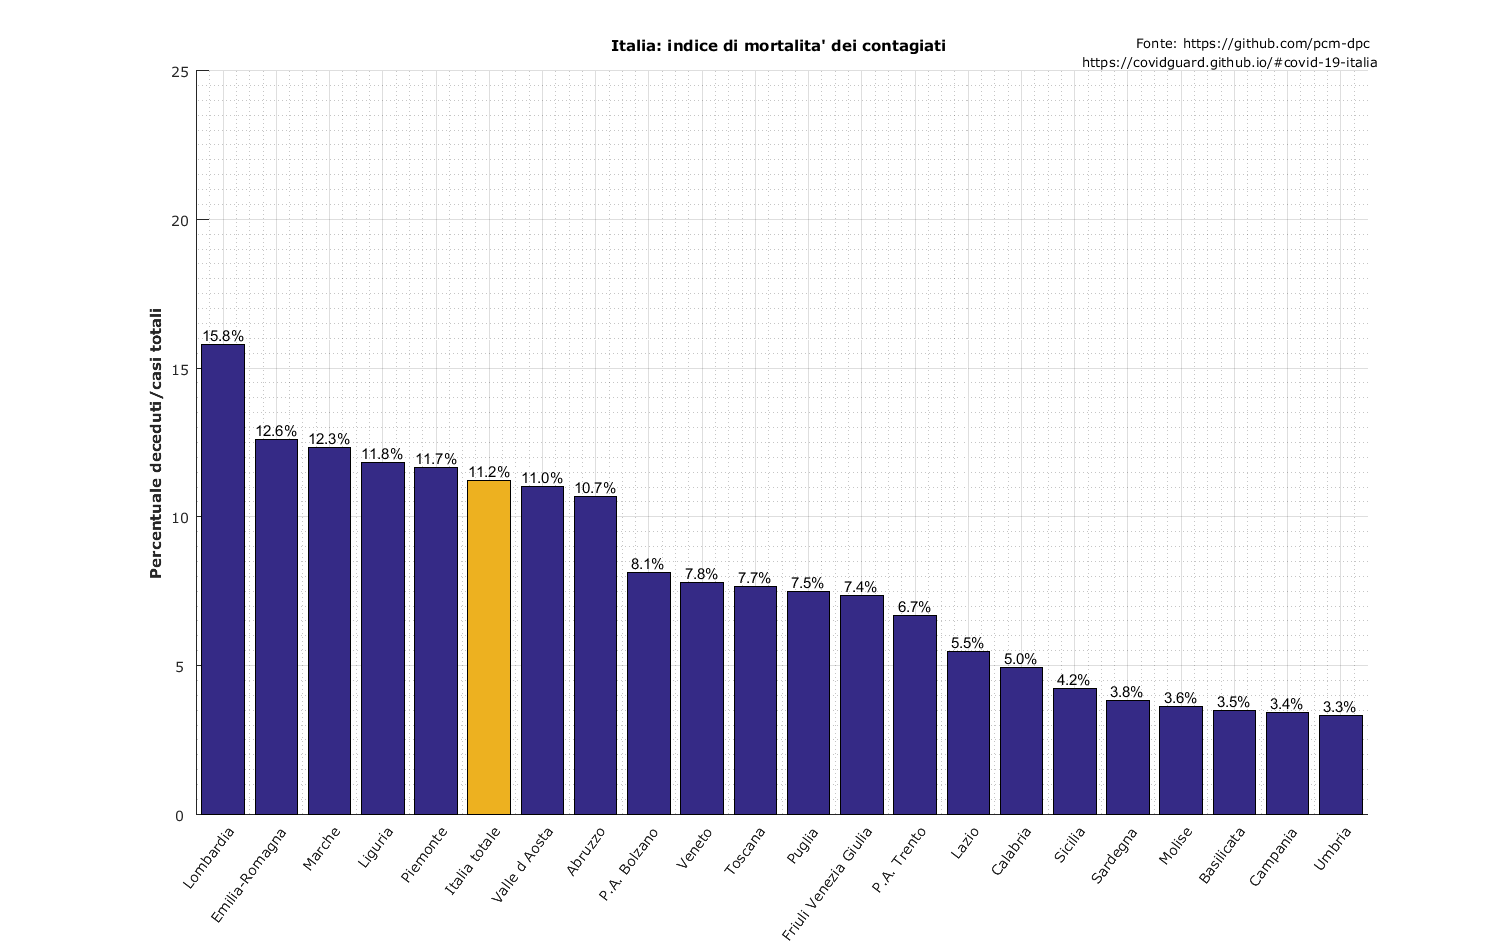 Italia: indice di mortalita' dei contagiati
Fonte: https://github.com/pcm-dpc
https://covidguard.github.io/#covid-19-italia
Percentuale deceduti/casi totali
25
20
15
10
5
0
15.8%
12.6%
12.3%
11.8%
11.7%
11.2%
11.0%
10.7%
8.1%
7.8%
7.7%
7.5%
7.4%
6.7%
5.5%
5.0%
4.2%
3.8%
3.6%
3.5%
3.4%
3.3%
Lombardia
Emilia-Romagna
Marche
Liguria
Piemonte
Italia totale
Valle d Aosta
Abruzzo
P.A. Bolzano
Veneto
Toscana
Puglia
Friuli Venezia Giulia
P.A. Trento
Lazio
Calabria
Sicilia
Sardegna
Molise
Basilicata
Campania
Umbria